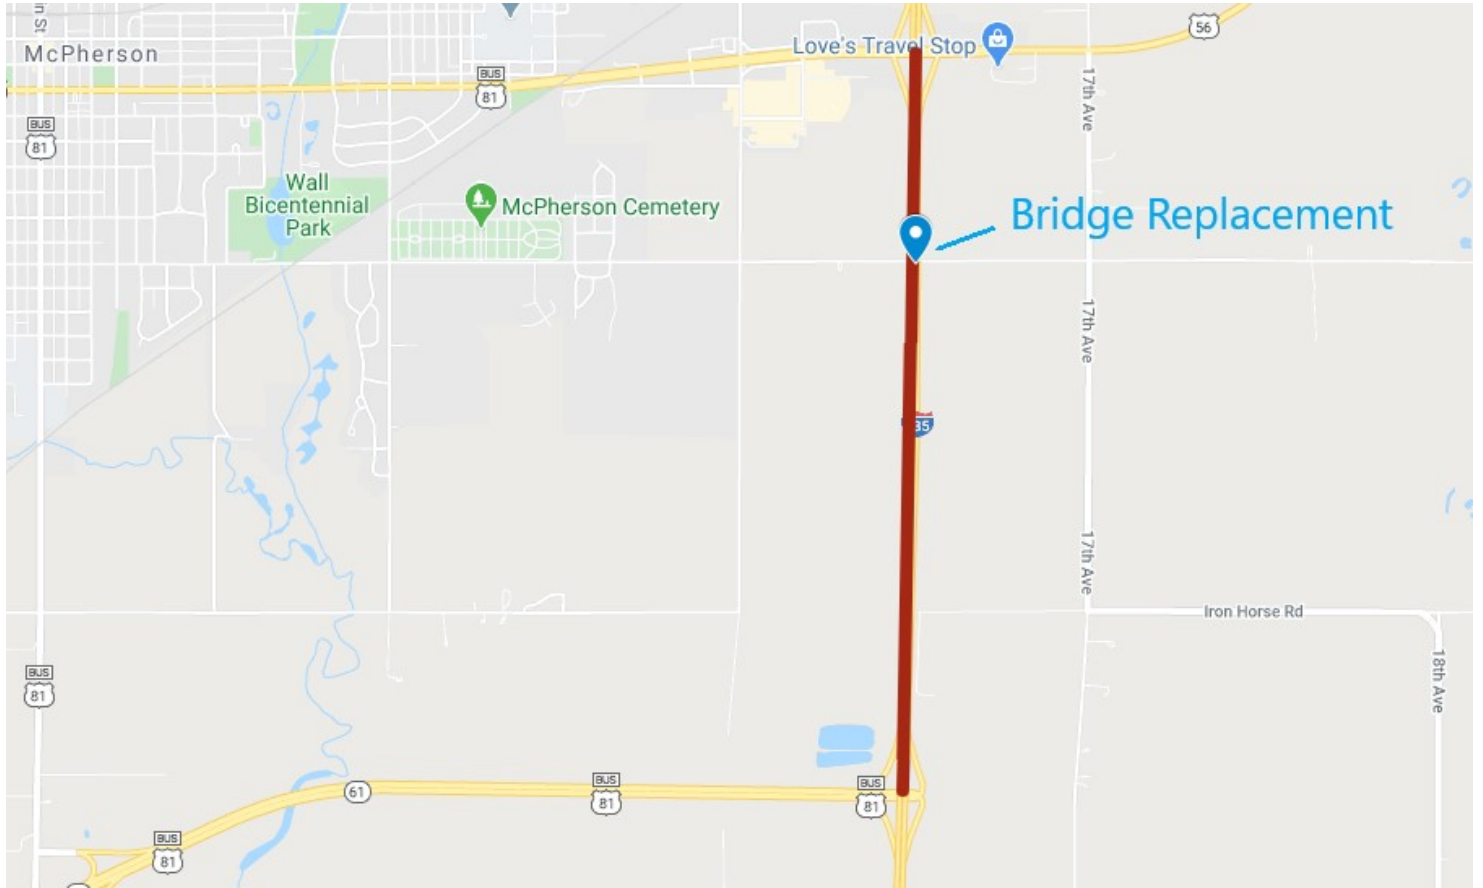 n St
56
McPherson
Love's Travel Stop
BUS
81
17th Ave
BUS
81
Wall
Bicentennial
Park
McPherson Cemetery
Bridge Replacement
17th Ave
35
17th Ave
Iron Horse Rd
BUS
81
18th Ave
61
BUS
81
BUS
81
BUS
81